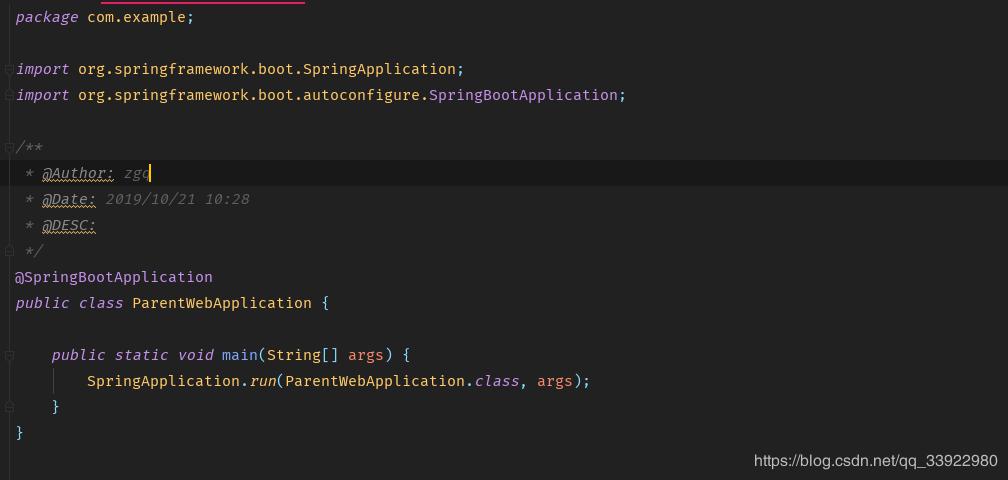 package com.example;
import org.springframework.boot.SpringApplication;
import org.springframework.boot.autoconfigure.SpringBootApplication;
/**
 * @Author: zgq
 * @Date: 2019/10/21 10:28
 * @DESC:
 */
@SpringBootApplication
public class ParentWebApplication {
    public static void main(String[] args) {
        SpringApplication.run(ParentWebApplication.class, args);
    }
}
https://blog.csdn.net/qq_33922980